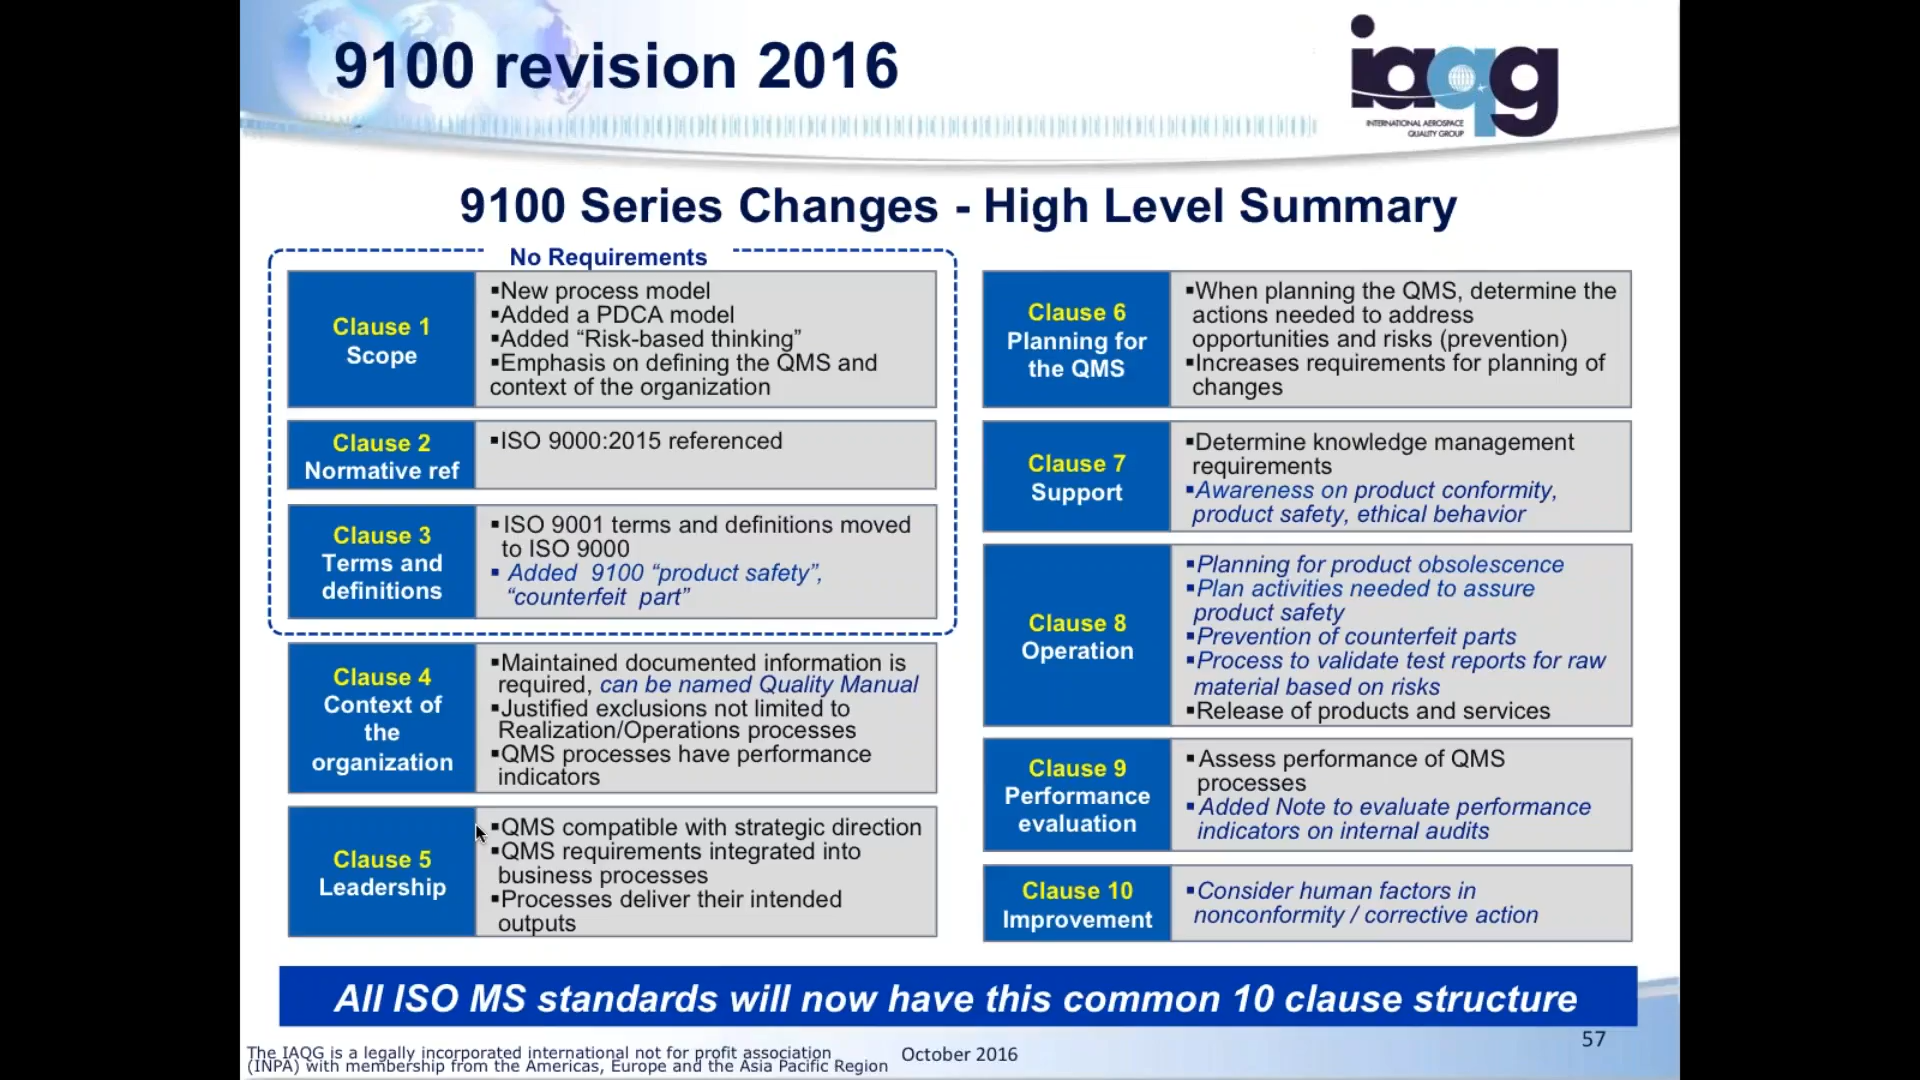 9100 revision 2016
iaqg
INTERNATIONAL AEROSPACE
QUALITY GROUP
9100 Series Changes - High Level Summary
No Requirements
Clause 1
Scope
▪New process model
▪Added a PDCA model
▪Added “Risk-based thinking”
▪Emphasis on defining the QMS and
context of the organization
Clause 2
Normative ref
▪ISO 9000:2015 referenced
Clause 3
Terms and
definitions
▪ISO 9001 terms and definitions moved
to ISO 9000
▪ Added 9100 “product safety”,
“counterfeit part”
Clause 4
Context of
the
organization
▪Maintained documented information is
required, can be named Quality Manual
▪Justified exclusions not limited to
Realization/Operations processes
▪QMS processes have performance
indicators
Clause 5
Leadership
▪QMS compatible with strategic direction
▪QMS requirements integrated into
business processes
▪Processes deliver their intended
outputs
Clause 6
Planning for
the QMS
▪When planning the QMS, determine the
actions needed to address
opportunities and risks (prevention)
▪Increases requirements for planning of
changes
Clause 7
Support
▪Determine knowledge management
requirements
▪Awareness on product conformity,
product safety, ethical behavior
Clause 8
Operation
▪Planning for product obsolescence
▪Plan activities needed to assure
product safety
▪Prevention of counterfeit parts
▪Process to validate test reports for raw
material based on risks
▪Release of products and services
Clause 9
Performance
evaluation
▪Assess performance of QMS
processes
▪Added Note to evaluate performance
indicators on internal audits
Clause 10
Improvement
▪Consider human factors in
nonconformity / corrective action
All ISO MS standards will now have this common 10 clause structure
The IAQG is a legally incorporated international not for profit association
(INPA) with membership from the Americas, Europe and the Asia Pacific Region
October 2016
57